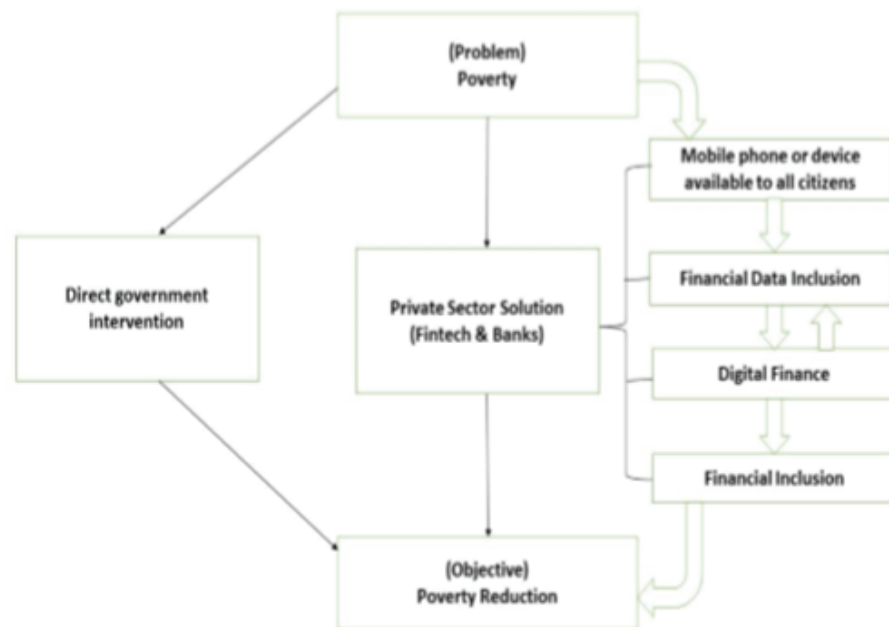 (Problem)
Poverty
Mobile phone or device
available to all citizens
Direct government
intervention
Private Sector Solution
(Fintech & Banks)
Financial Data Inclusion
Digital Finance
Financial Inclusion
(Objective)
Poverty Reduction